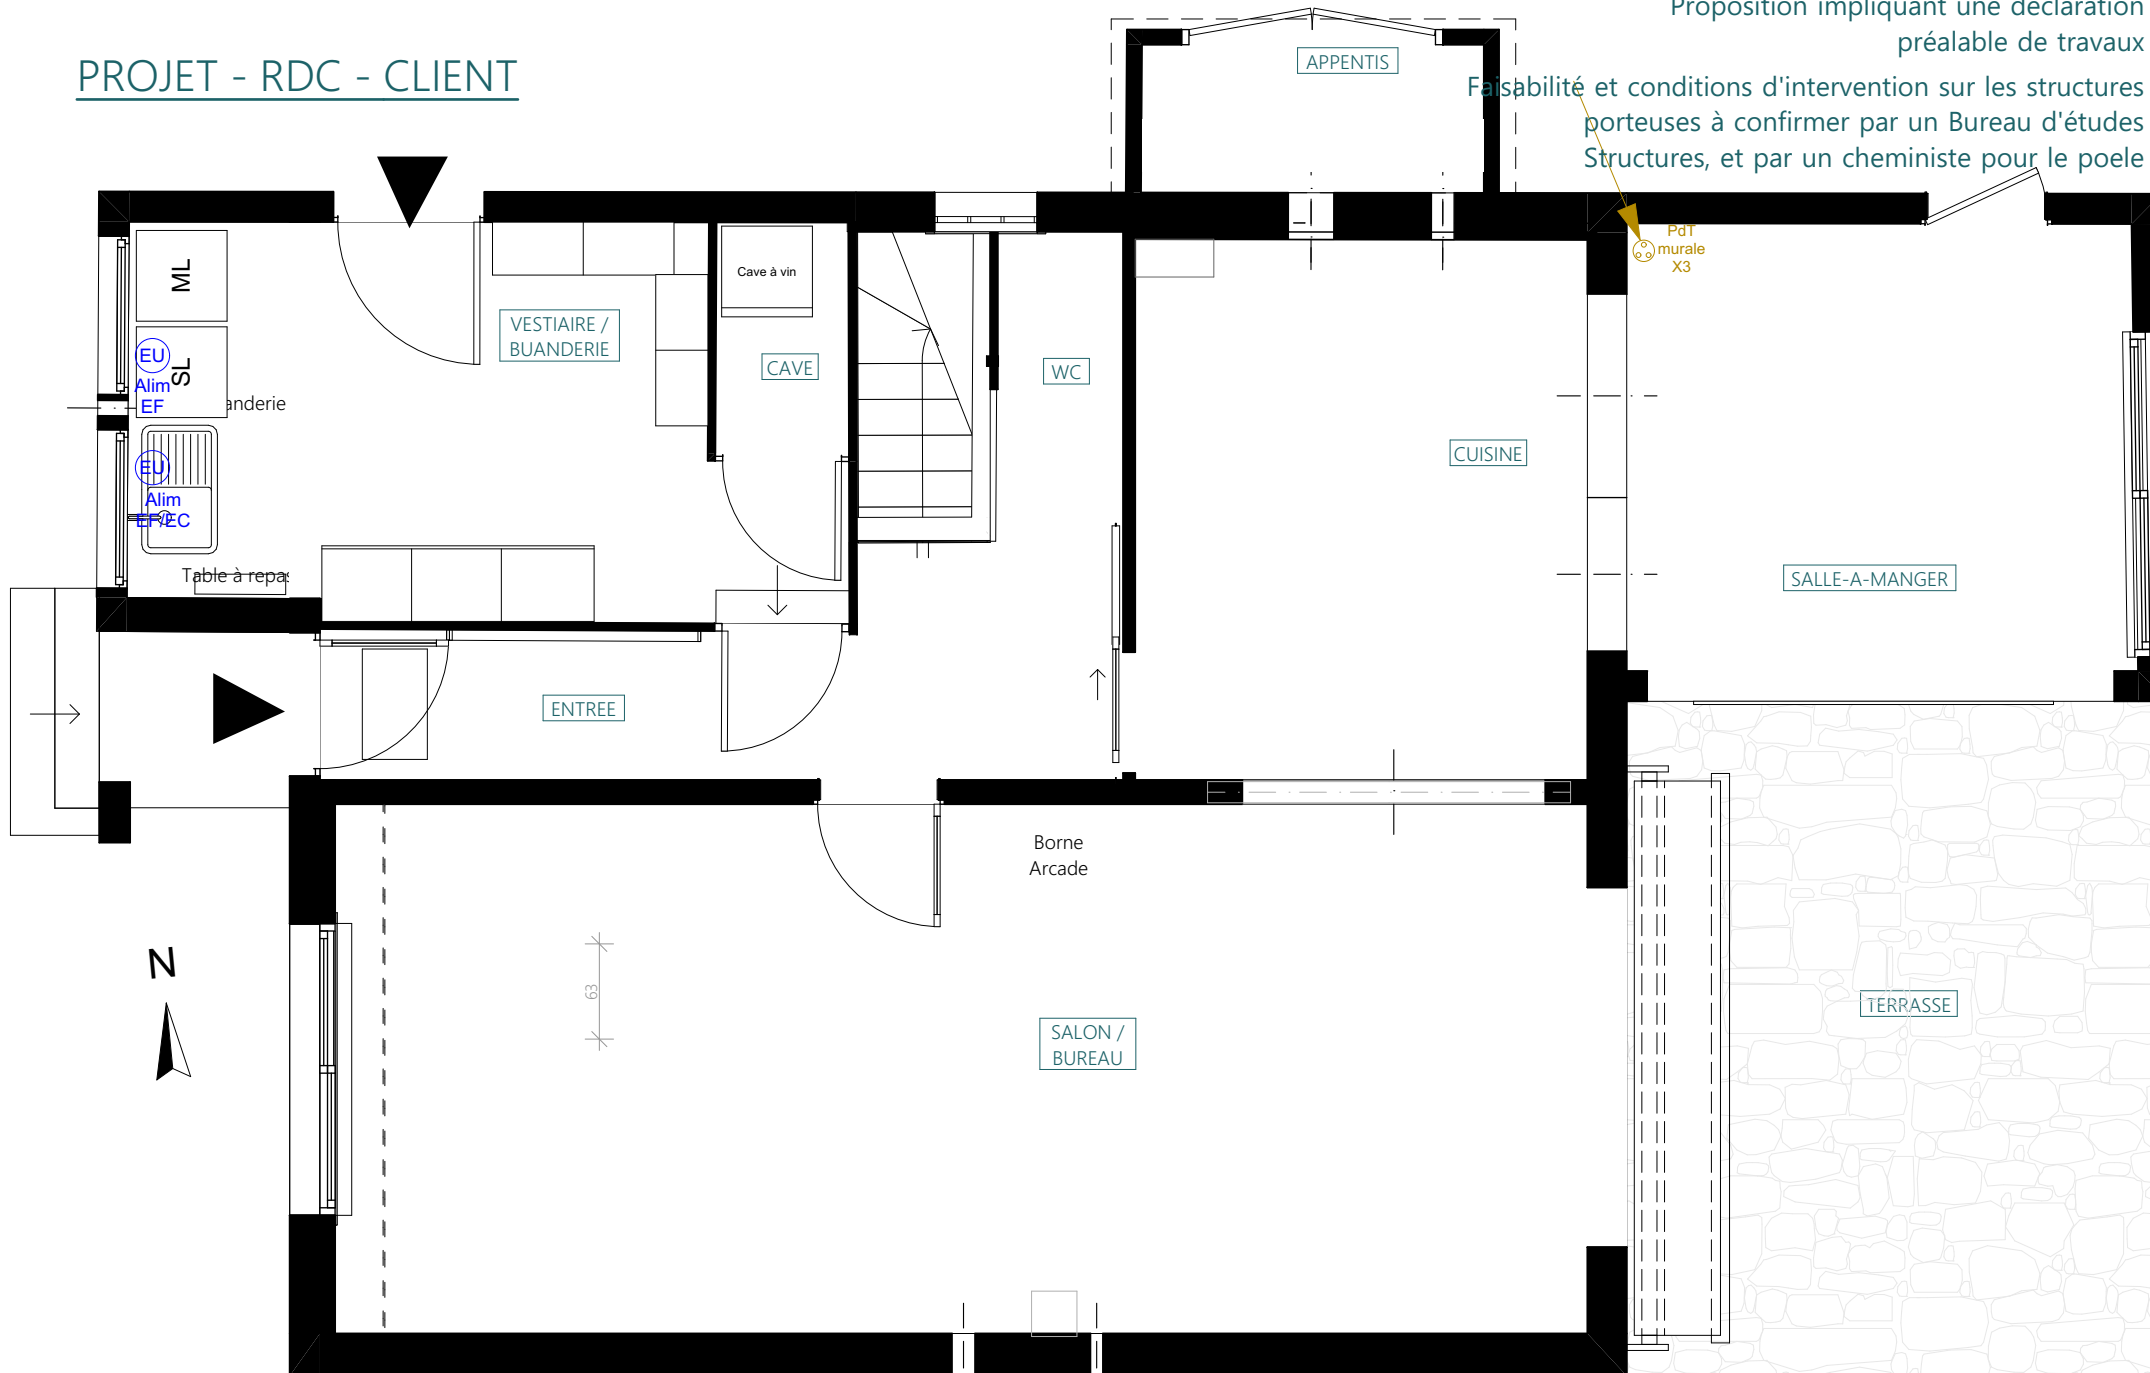 Proposition impliquant une déclaration
préalable de travaux
Faisabilité et conditions d'intervention sur les structures
porteuses à confirmer par un Bureau d'études
Structures, et par un cheministe pour le poele
PROJET - RDC - CLIENT
APPENTIS
PdT
murale
X3
ML
SL
EU
Alim
EF
anderie
EU
Alim
EF/EC
Table à repas
VESTIAIRE /
BUANDERIE
Cave à vin
CAVE
WC
CUISINE
SALLE-A-MANGER
ENTREE
Borne
Arcade
N
63
SALON /
BUREAU
TERRASSE